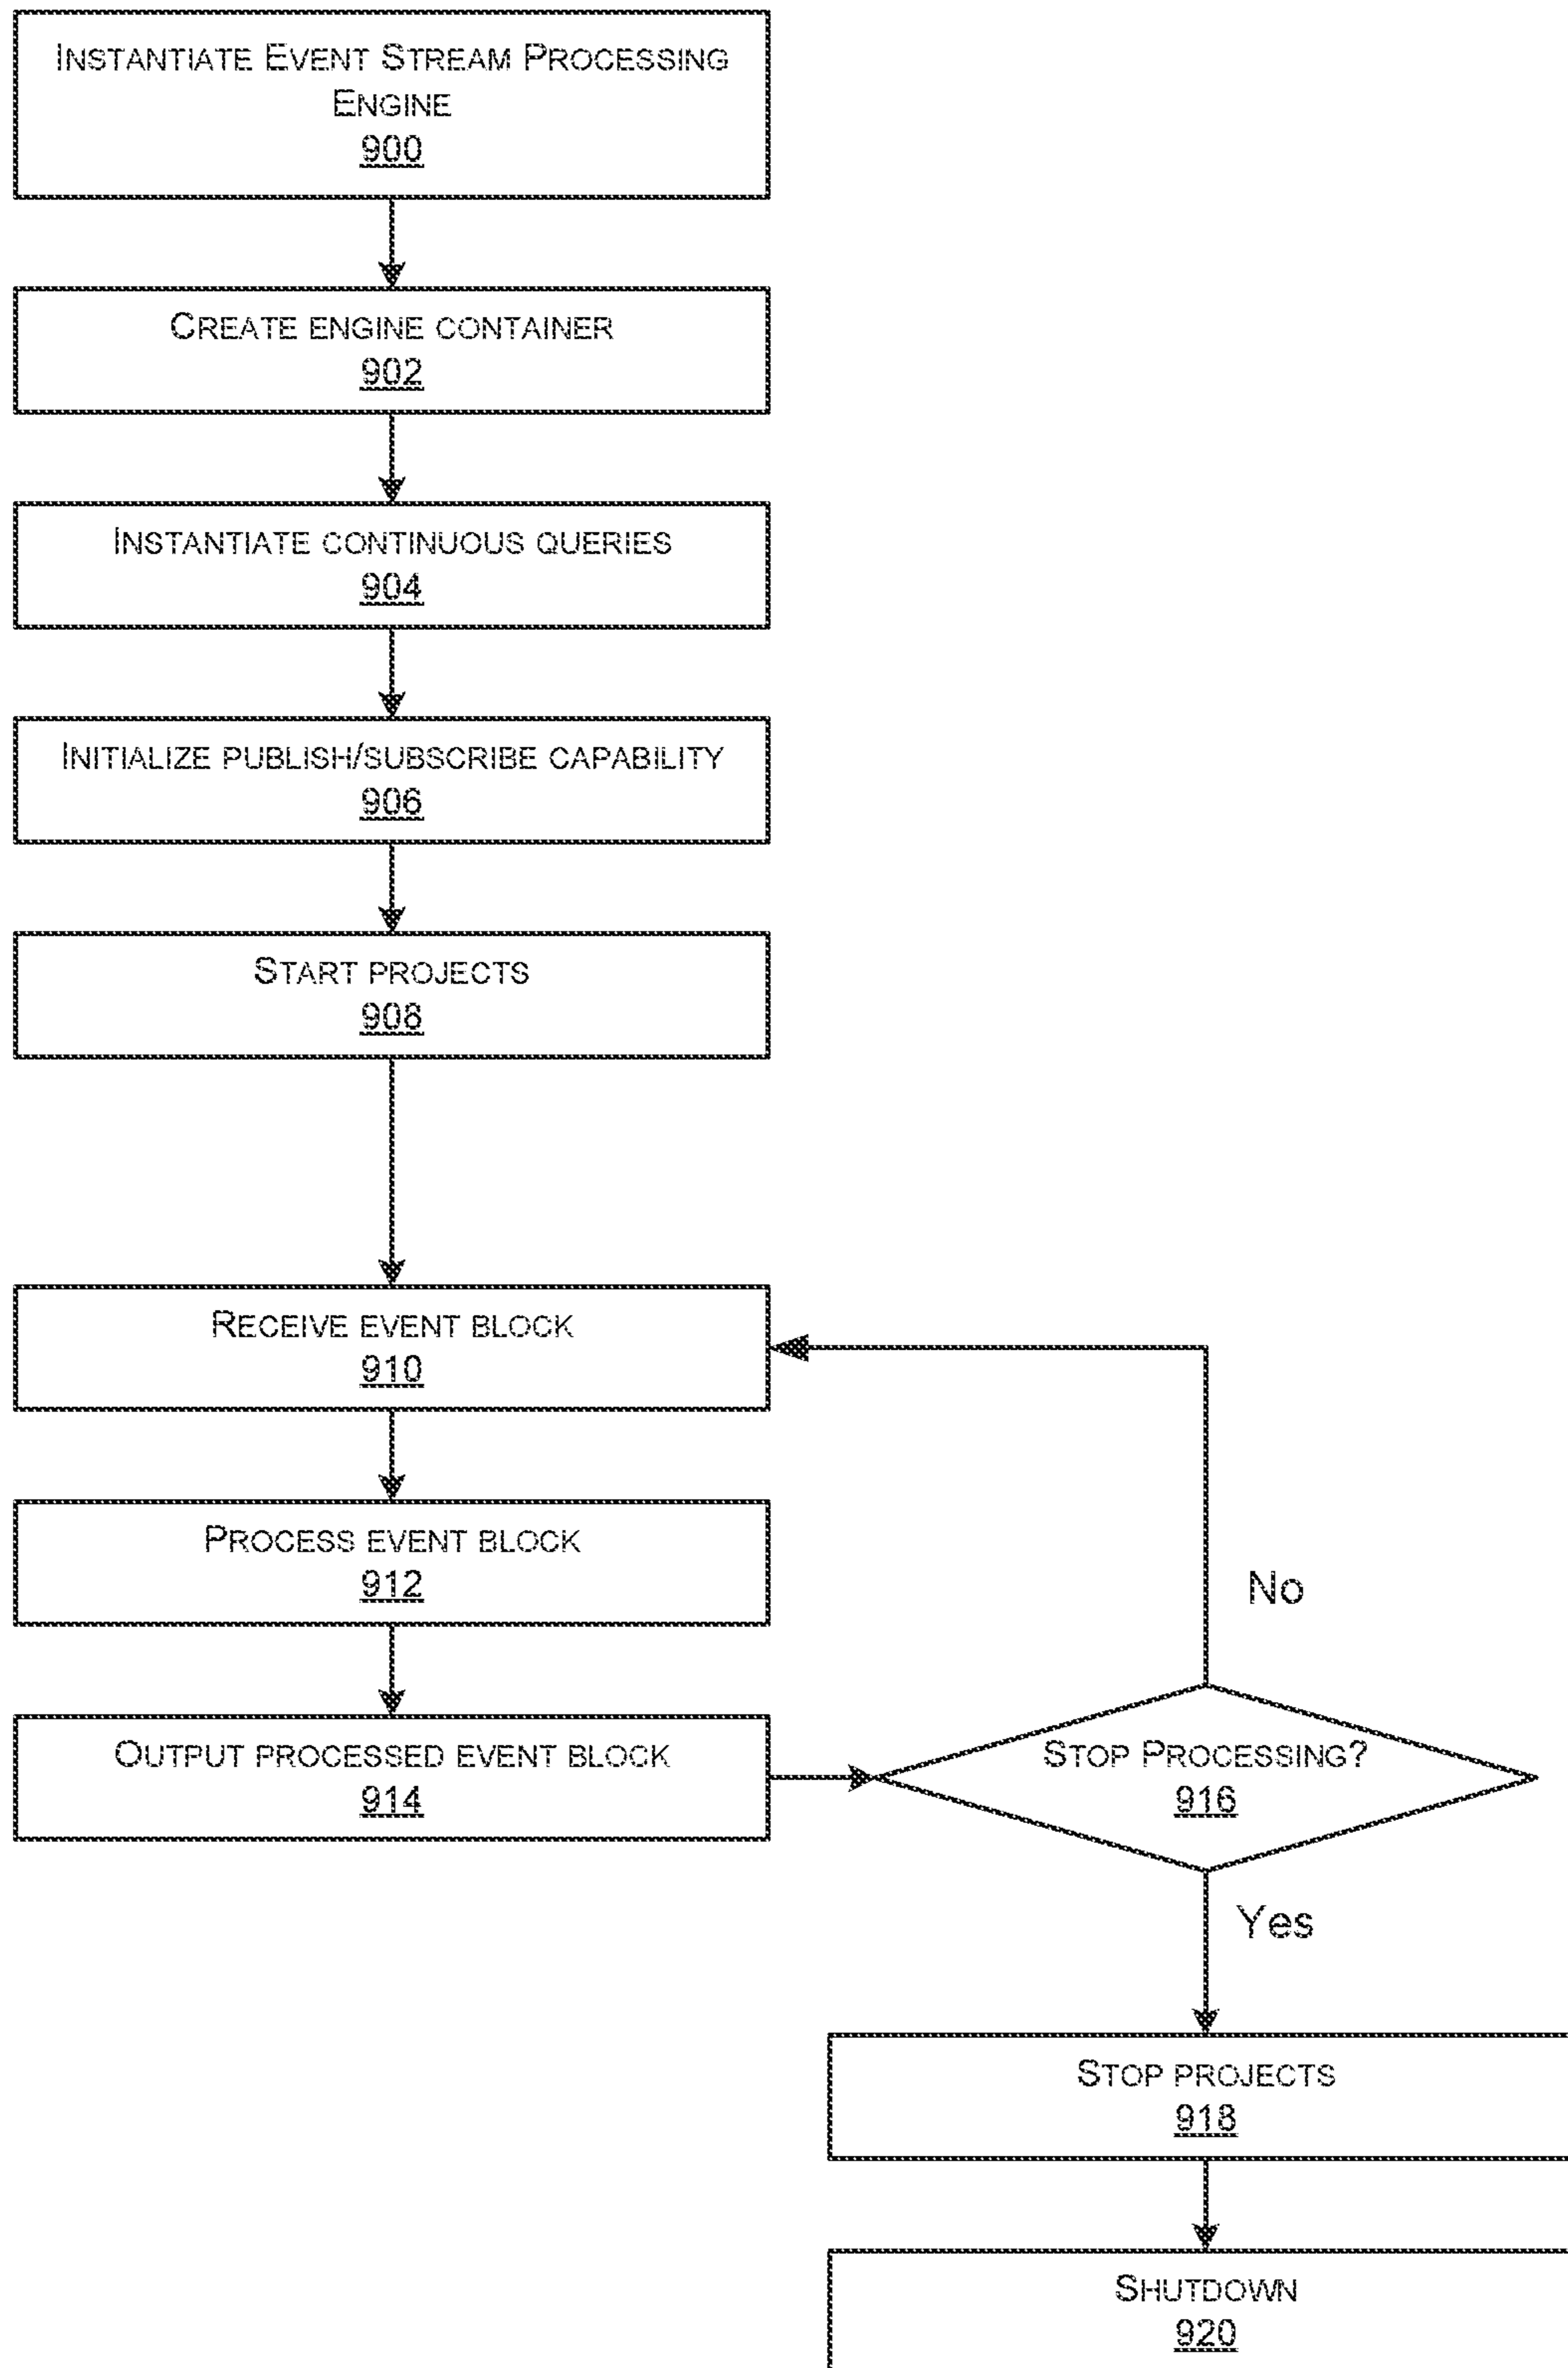 Instantiate Event Stream Processing
Engine
900
Create engine container
902
Instantiate continuous queries
904
Initialize publish/subscribe capability
906
Start projects
908
Receive event block
910
Process event block
912
No
Output processed event block
914
Stop Processing?
916
Yes
Stop projects
918
Shutdown
920